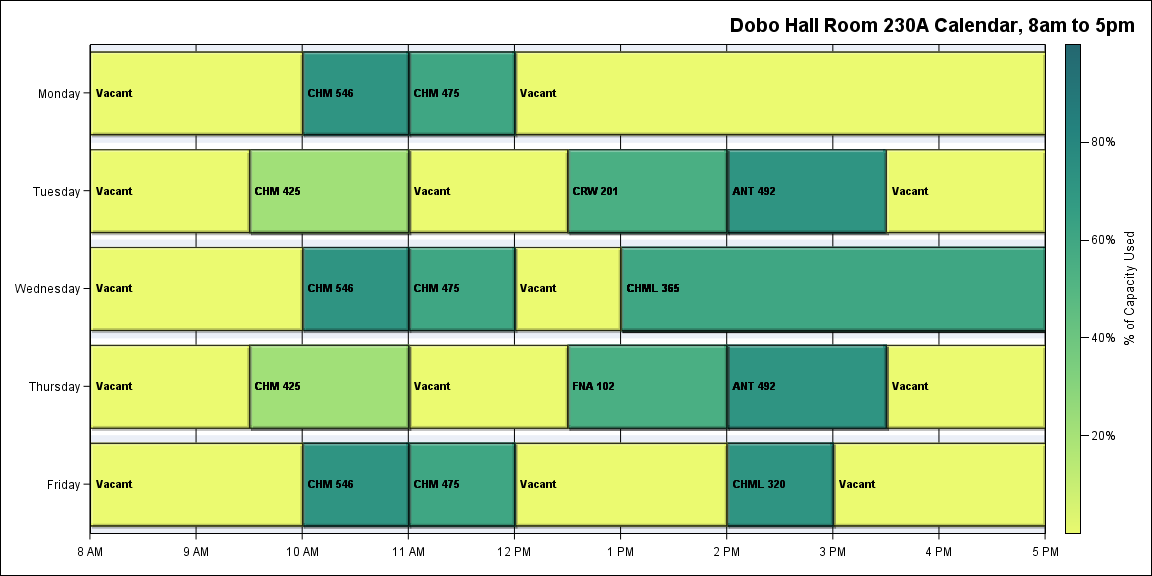 Dobo Hall Room 230A Calendar, 8am to 5pm
Monday
Vacant
CHM 546
CHM 475
Vacant
Tuesday
Vacant
CHM 425
Vacant
CRW 201
ANT 492
Vacant
Wednesday
Vacant
CHM 546
CHM 475
Vacant
CHML 365
Thursday
Vacant
CHM 425
Vacant
FNA 102
ANT 492
Vacant
Friday
Vacant
CHM 546
CHM 475
Vacant
CHML 320
Vacant
8 AM
9 AM
10 AM
11 AM
12 PM
1 PM
2 PM
3 PM
4 PM
5 PM
80%
60%
40%
20%
% of Capacity Used